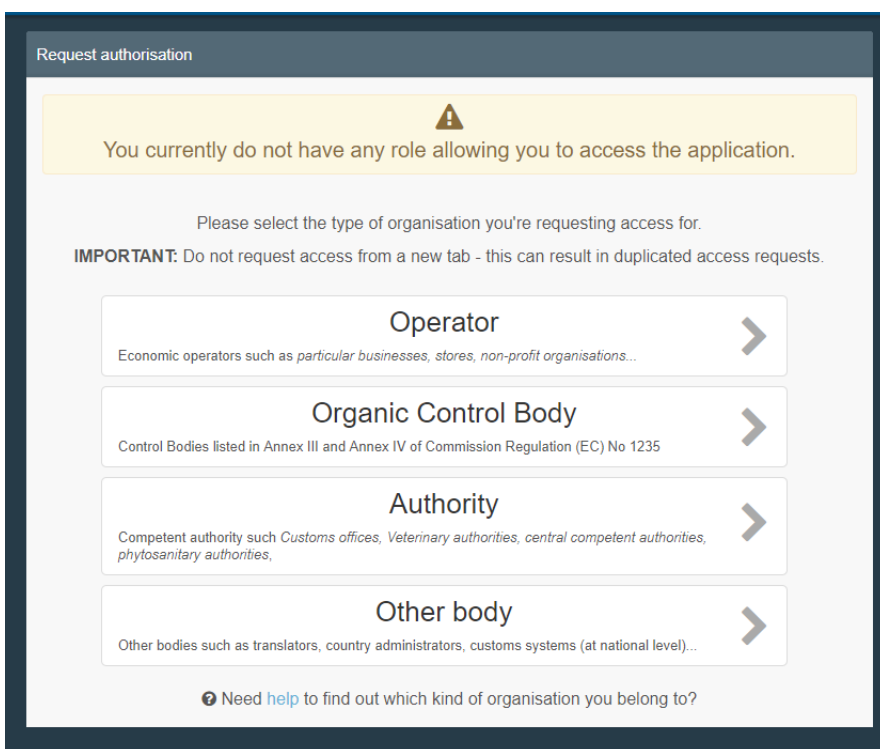 Request authorisation
You currently do not have any role allowing you to access the application.
Please select the type of organisation you're requesting access for.
IMPORTANT: Do not request access from a new tab - this can result in duplicated access requests.
Operator
Economic operators such as particular businesses, stores, non-profit organisations...
Organic Control Body
Control Bodies listed in Annex III and Annex IV of Commission Regulation (EC) No 1235
Authority
Competent authority such Customs offices, Veterinary authorities, central competent authorities,
phytosanitary authorities,
Other body
Other bodies such as translators, country administrators, customs systems (at national level)...
Need help to find out which kind of organisation you belong to?